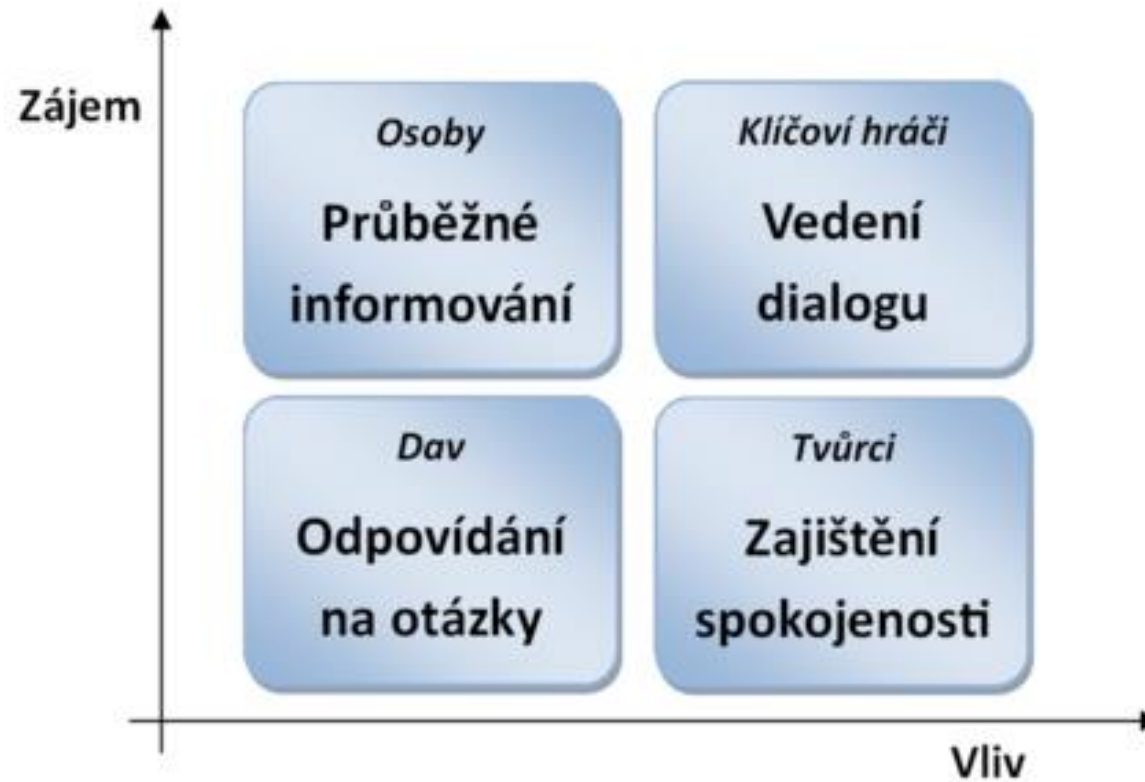 Zájem
Osoby
Průběžné
informování
Klíčoví hráči
Vedení
dialogu
Dav
Odpovídání
na otázky
Tvůrci
Zajištění
spokojenosti
Vliv